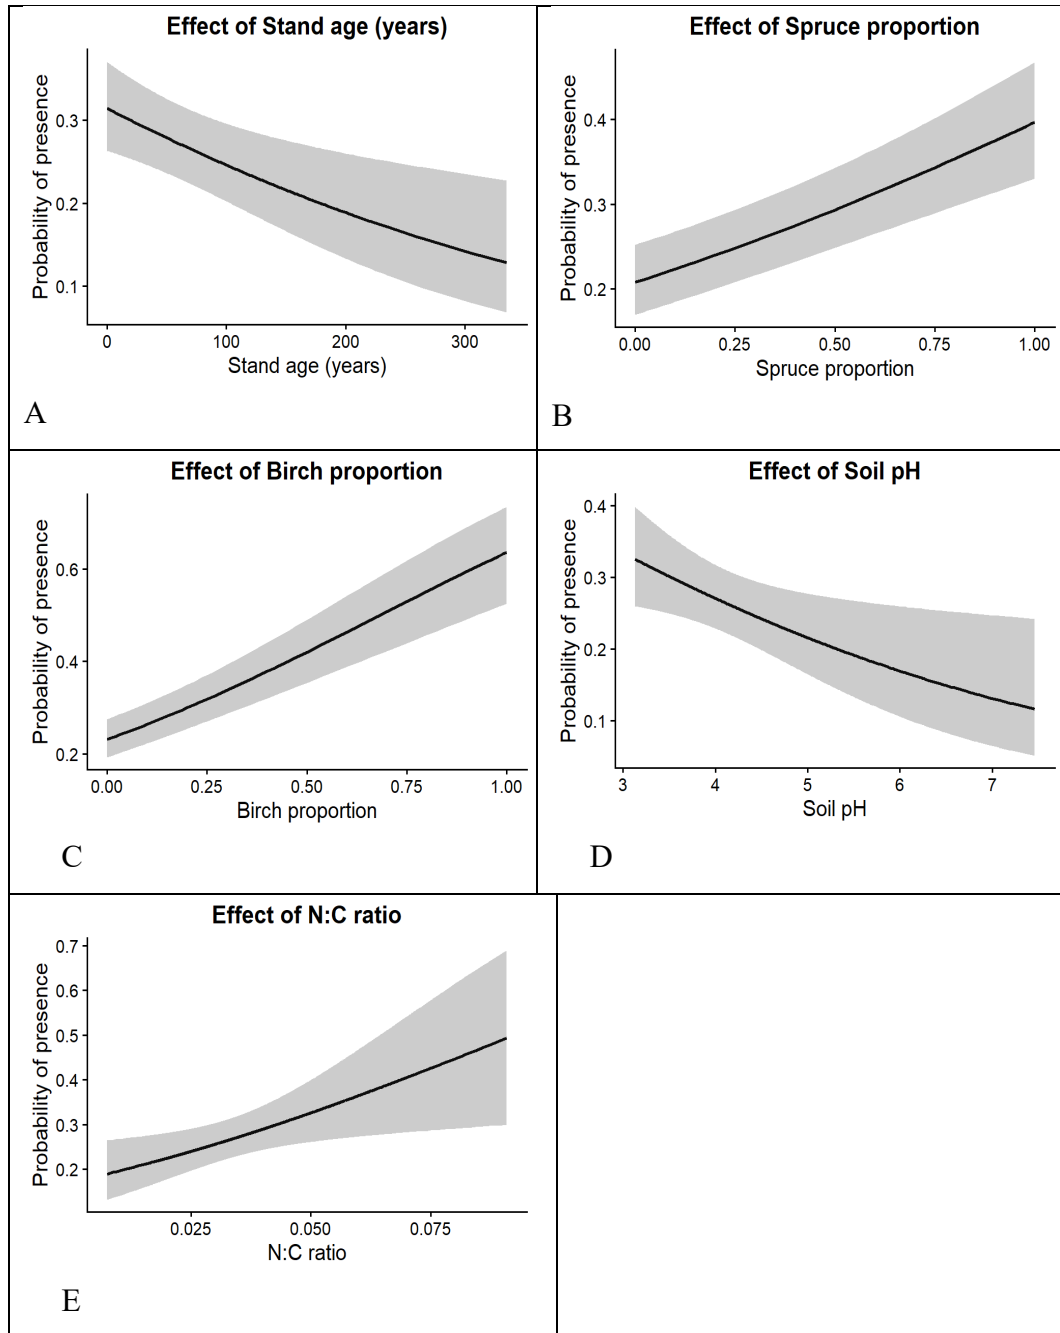 Effect of Stand age (years)
Probability of presence
0.3
0.2
0.1
0 100 200 300
Stand age (years)
A
Effect of Spruce proportion
Probability of presence
0.4
0.3
0.2
0.00 0.25 0.50 0.75 1.00
Spruce proportion
B
Effect of Birch proportion
Probability of presence
0.6
0.4
0.2
0.00 0.25 0.50 0.75 1.00
Birch proportion
C
Effect of Soil pH
Probability of presence
0.4
0.3
0.2
0.1
3 4 5 6 7
Soil pH
D
Effect of N:C ratio
Probability of presence
0.7
0.6
0.5
0.4
0.3
0.2
0.025 0.050 0.075
N:C ratio
E